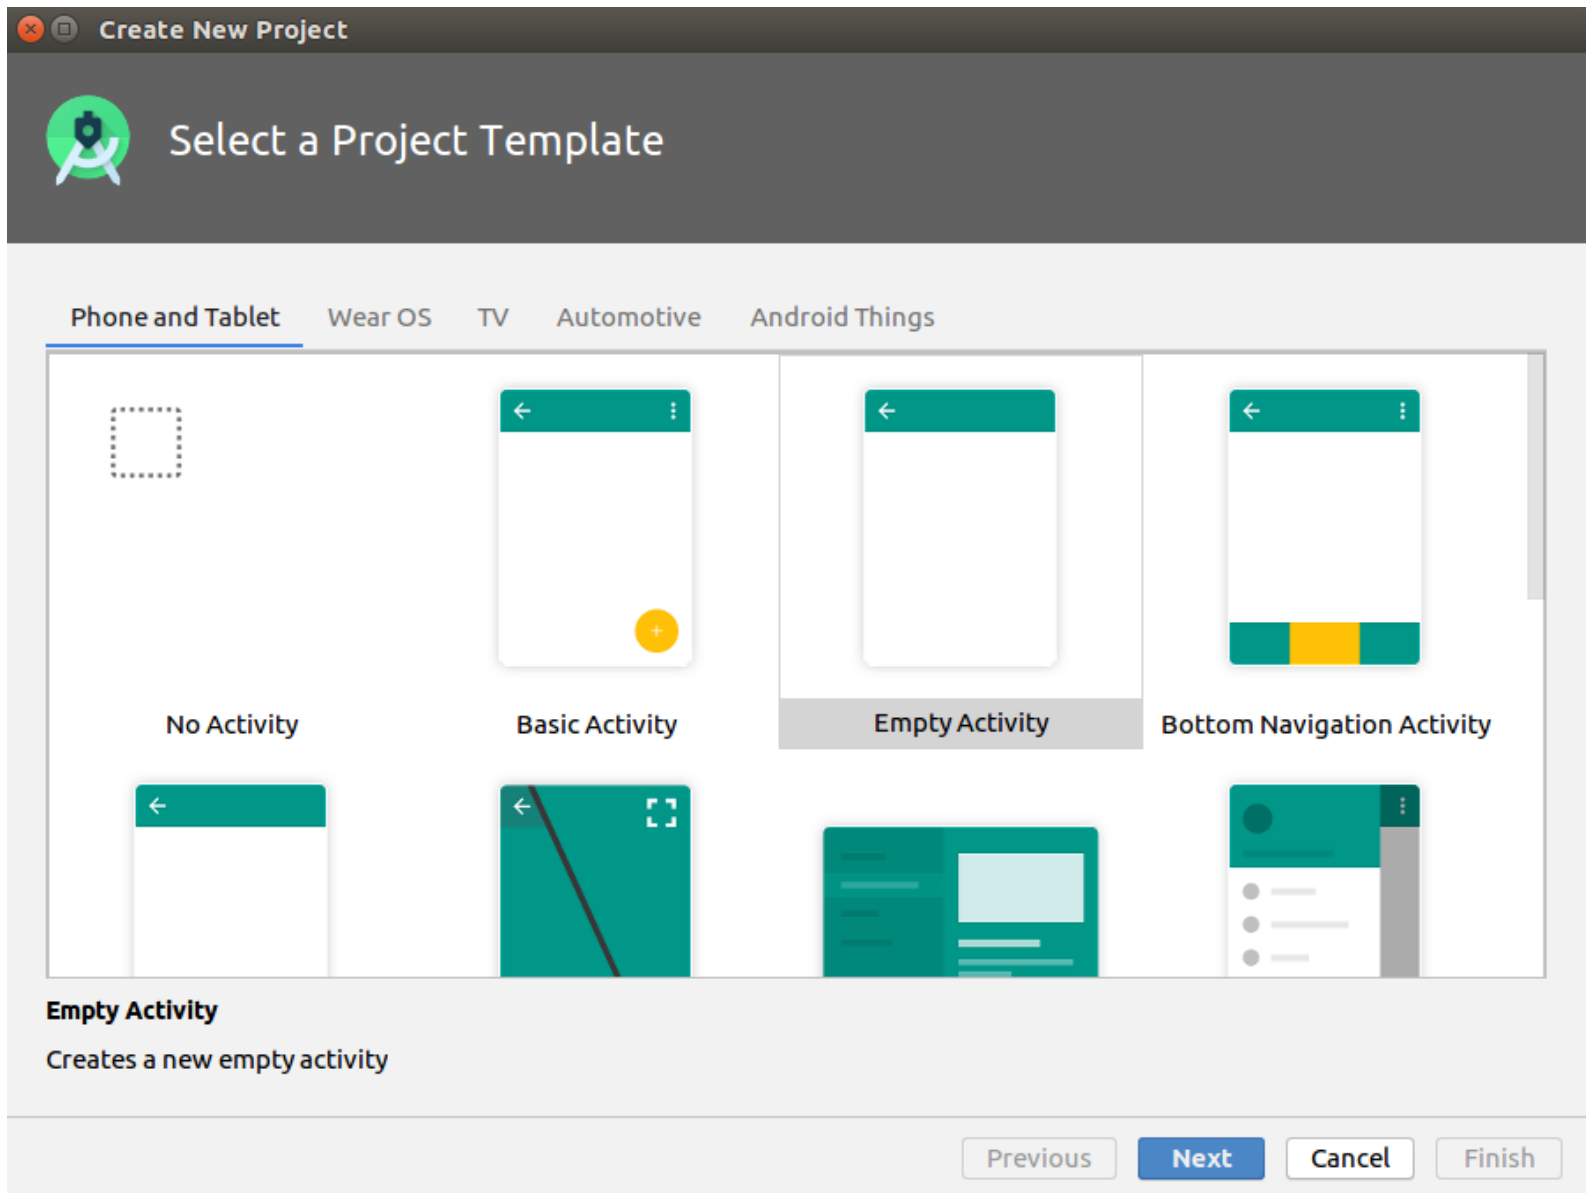 Create New Project
Select a Project Template
Phone and Tablet Wear OS TV Automotive Android Things
No Activity Basic Activity Empty Activity Bottom Navigation Activity
Empty Activity
Creates a new empty activity
Previous Next Cancel Finish